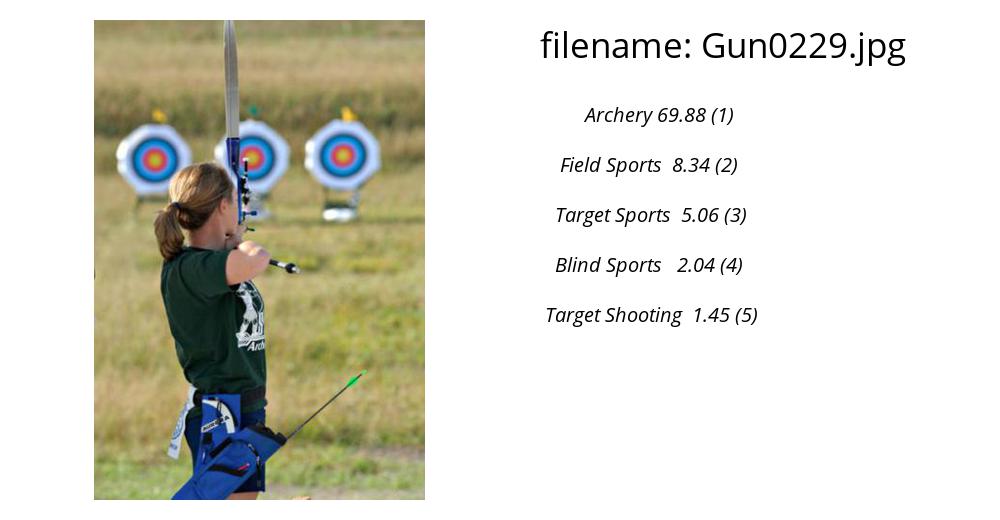 filename: Gun0229.jpg
Archery 69.88 (1)
Field Sports 8.34 (2)
Target Sports 5.06 (3)
Blind Sports 2.04 (4)
Target Shooting 1.45 (5)
Arche